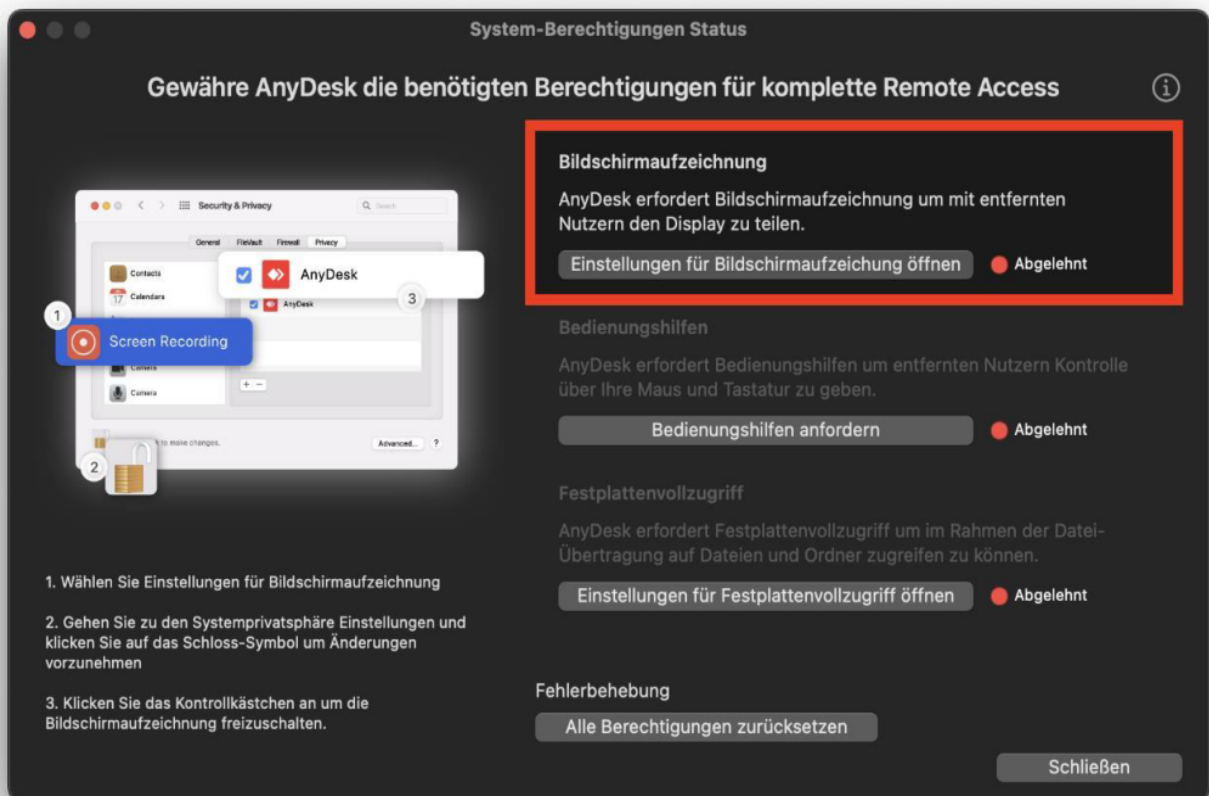 System-Berechtigungen Status
Gewähre AnyDesk die benötigten Berechtigungen für komplette Remote Access
Security & Privacy
Search
General FileVault Firewall Privacy
Contacts
Calendars
AnyDesk
3
AnyDesk
1
Screen Recording
Camera
Camera
to make changes.
Advanced... ?
2
1. Wählen Sie Einstellungen für Bildschirmaufzeichnung
2. Gehen Sie zu den Systemprivatsphäre Einstellungen und
klicken Sie auf das Schloss-Symbol um Änderungen
vorzunehmen
3. Klicken Sie das Kontrollkästchen an um die
Bildschirmaufzeichnung freizuschalten.
Bildschirmaufzeichnung
AnyDesk erfordert Bildschirmaufzeichnung um mit entfernten
Nutzern den Display zu teilen.
Einstellungen für Bildschirmaufzeichung öffnen Abgelehnt
Bedienungshilfen
AnyDesk erfordert Bedienungshilfen um entfernten Nutzern Kontrolle
über Ihre Maus und Tastatur zu geben.
Bedienungshilfen anfordern Abgelehnt
Festplattenvollzugriff
AnyDesk erfordert Festplattenvollzugriff um im Rahmen der Datei-
Übertragung auf Dateien und Ordner zugreifen zu können.
Einstellungen für Festplattenvollzugriff öffnen Abgelehnt
Fehlerbehebung
Alle Berechtigungen zurücksetzen
Schließen